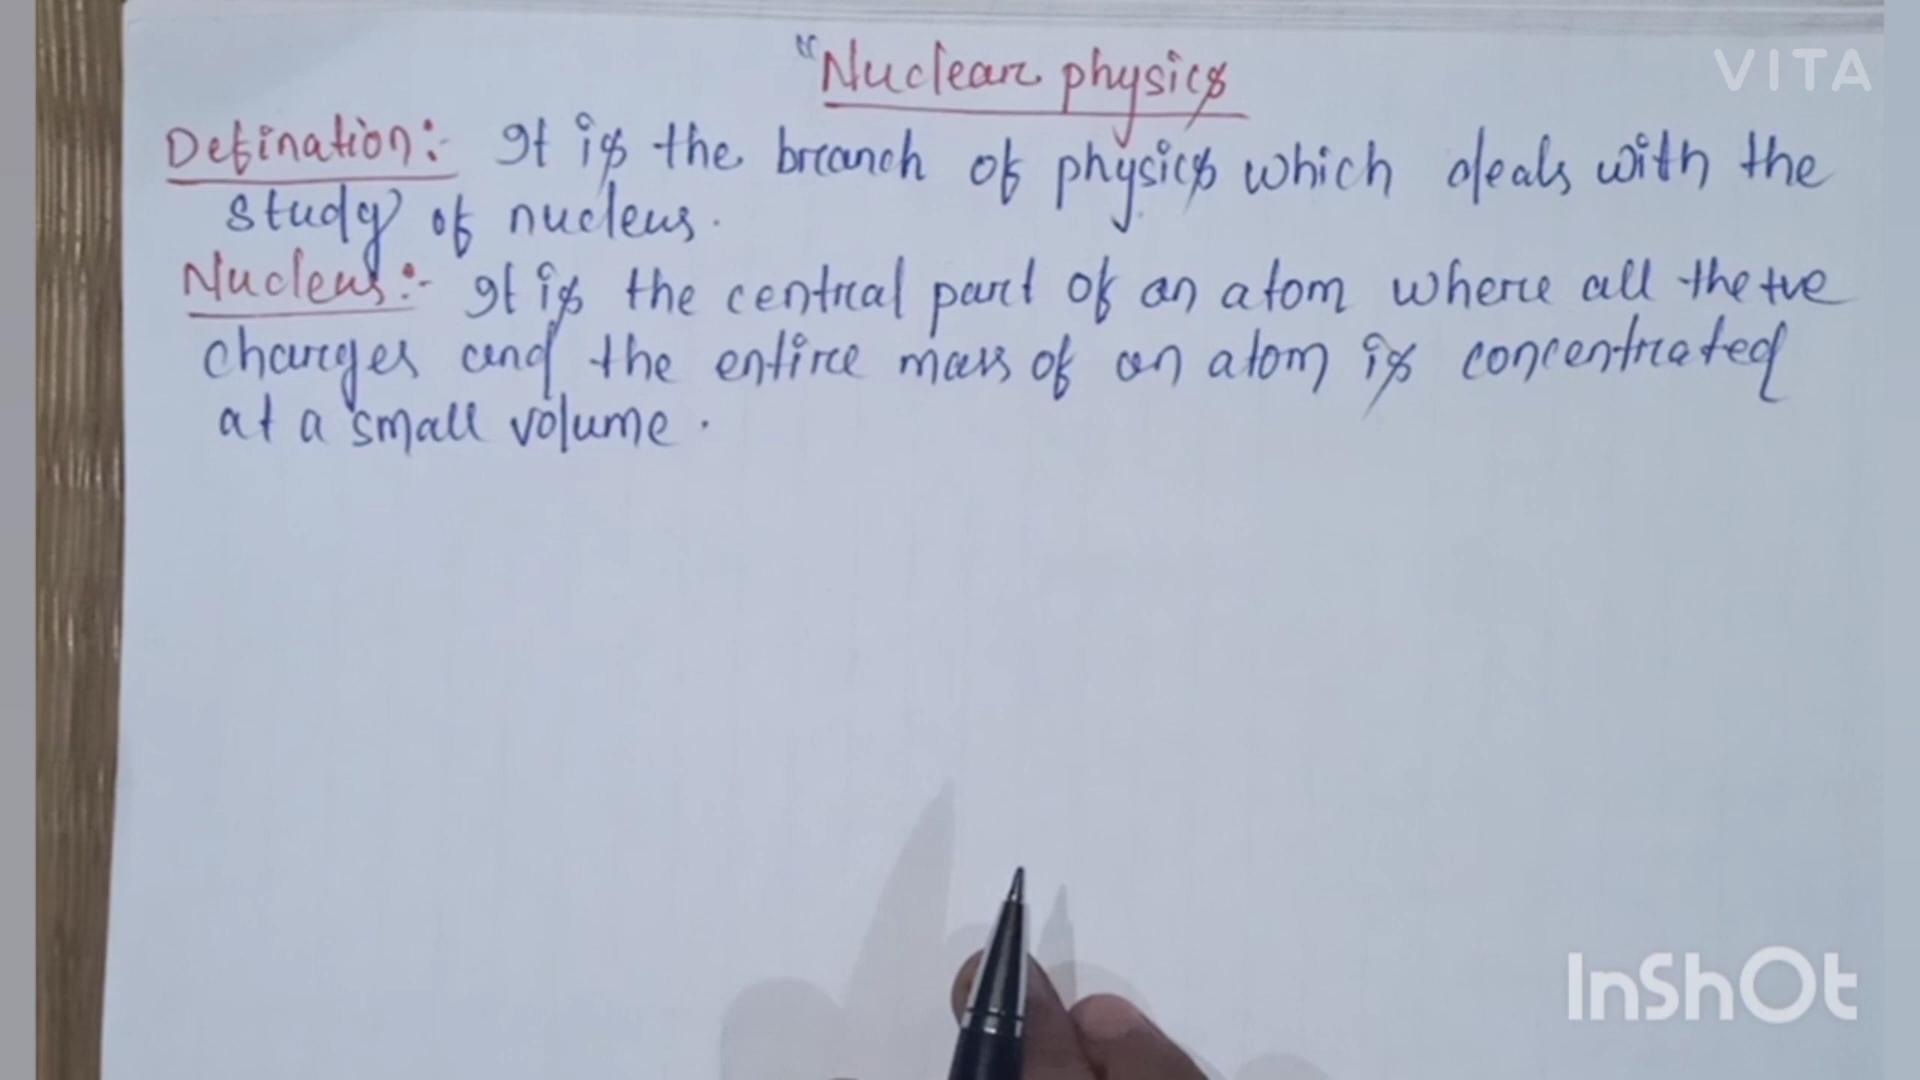 "Nuclear physics
VITA
Defination:- It is the branch of physics which deals with the
study of nucleus.
Nucleus:- It is the central part of an atom where all the +ve
charges and the entire mass of an atom is concentrated
at a small volume.
InShOt